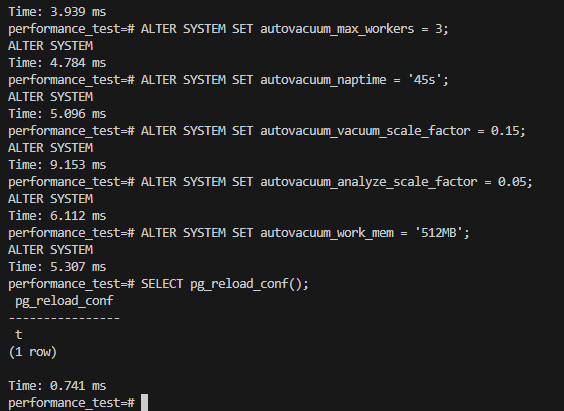 Time: 3.939 ms
performance_test=# ALTER SYSTEM SET autovacuum_max_workers = 3;
ALTER SYSTEM
Time: 4.784 ms
performance_test=# ALTER SYSTEM SET autovacuum_naptime = '45s';
ALTER SYSTEM
Time: 5.096 ms
performance_test=# ALTER SYSTEM SET autovacuum_vacuum_scale_factor = 0.15;
ALTER SYSTEM
Time: 9.153 ms
performance_test=# ALTER SYSTEM SET autovacuum_analyze_scale_factor = 0.05;
ALTER SYSTEM
Time: 6.112 ms
performance_test=# ALTER SYSTEM SET autovacuum_work_mem = '512MB';
ALTER SYSTEM
Time: 5.307 ms
performance_test=# SELECT pg_reload_conf();
 pg_reload_conf
----------------
 t
(1 row)

Time: 0.741 ms
performance_test=#